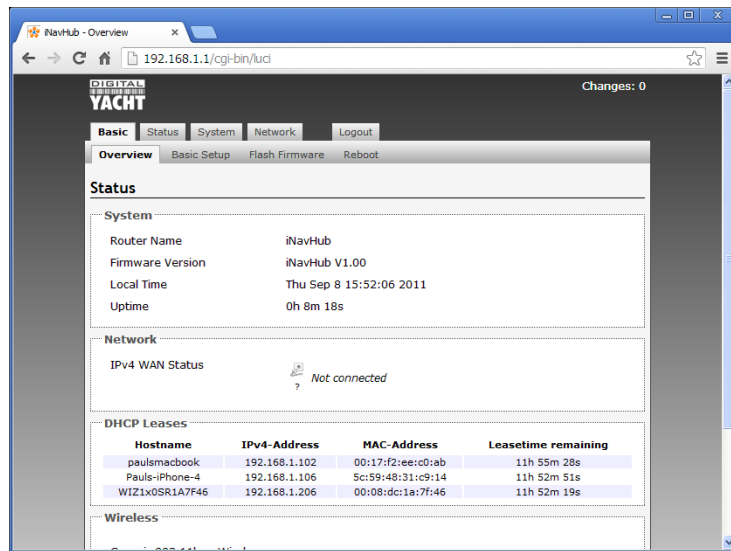 iNavHub - Overview
192.168.1.1/cgi-bin/luci
DIGITAL
YACHT
Changes: 0
Basic Status System Network Logout
Overview Basic Setup Flash Firmware Reboot
Status
System
Router Name iNavHub
Firmware Version iNavHub V1.00
Local Time Thu Sep 8 15:52:06 2011
Uptime 0h 8m 18s
Network
IPv4 WAN Status
Not connected
?
DHCP Leases
Hostname IPv4-Address MAC-Address Leasetime remaining
paulsmacbook 192.168.1.102 00:17:f2:ee:c0:ab 11h 55m 28s
Pauls-iPhone-4 192.168.1.106 5c:59:48:31:c9:14 11h 52m 51s
WIZ1x0SR1A7F46 192.168.1.206 00:08:dc:1a:7f:46 11h 52m 19s
Wireless